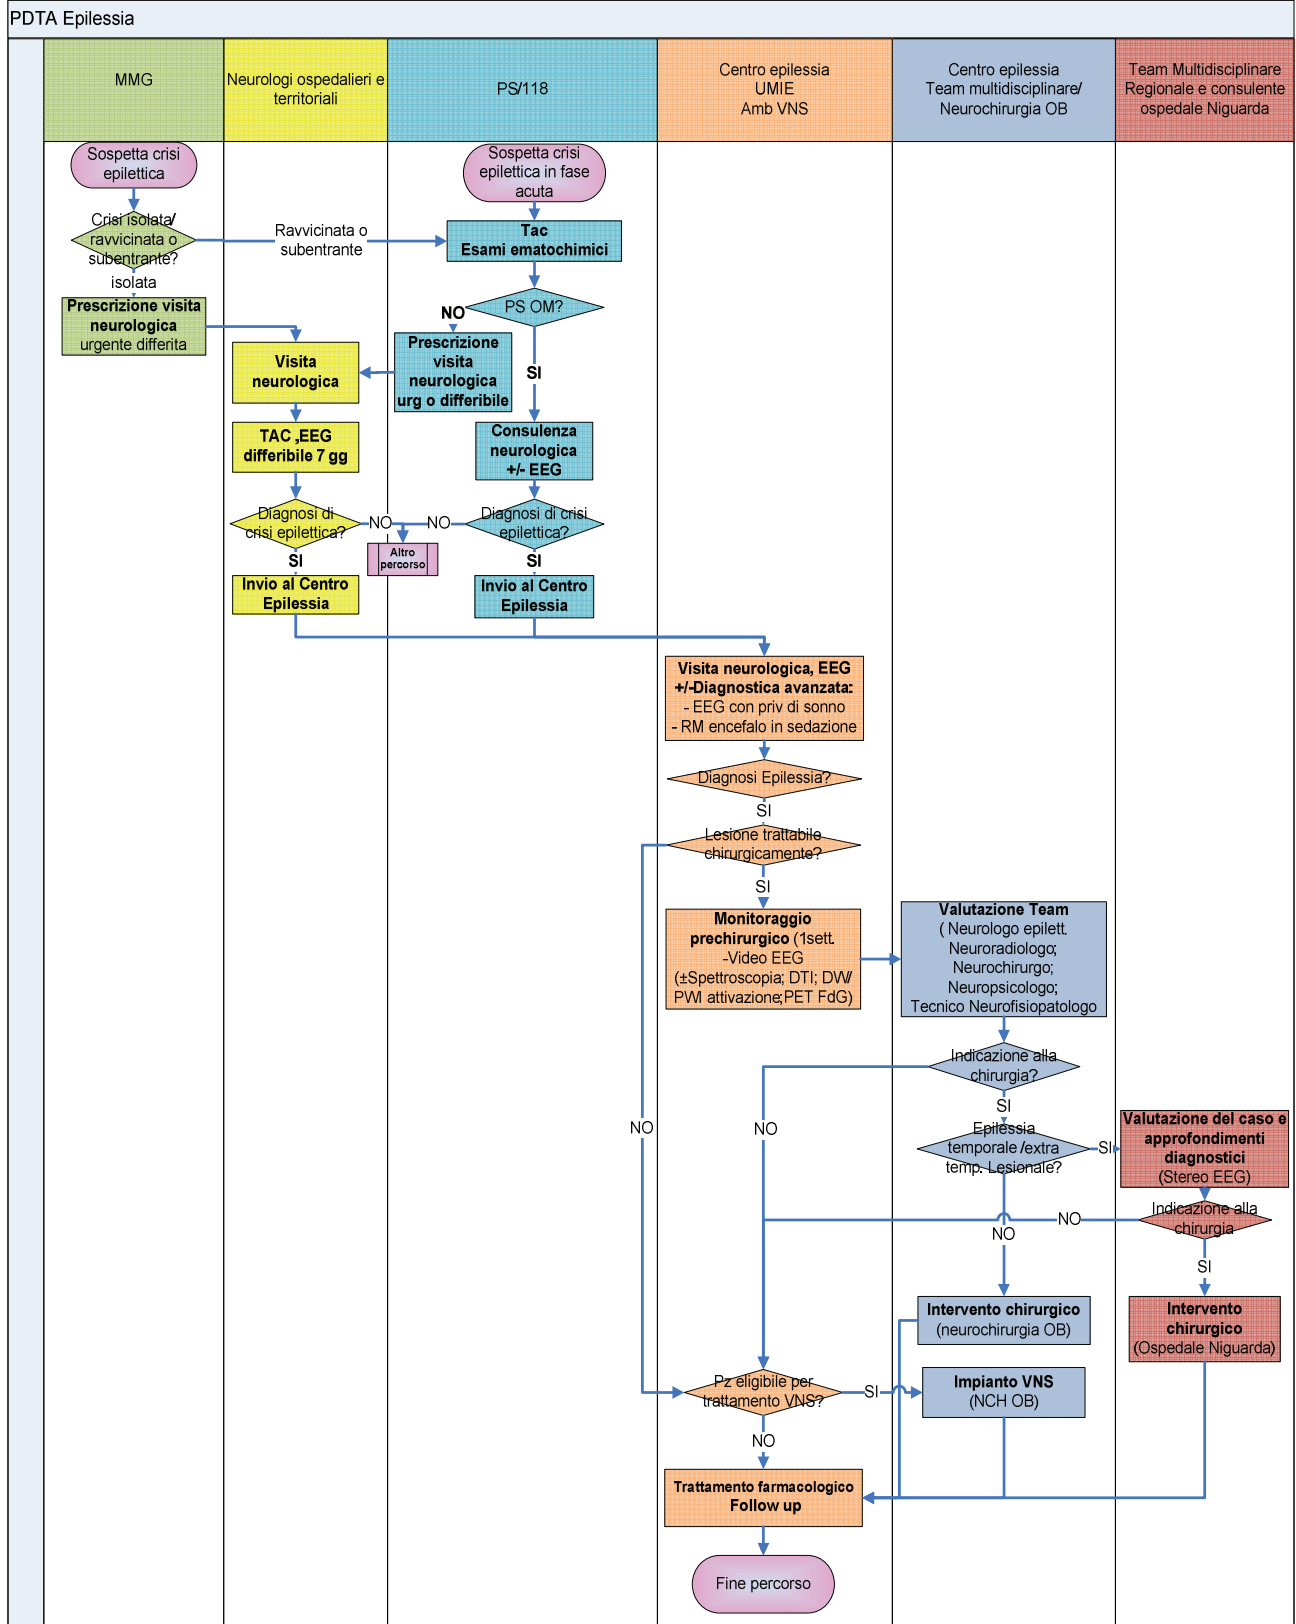 PDTA Epilessia
MMG
Neurologi ospedalieri e
territoriali
PS/118
Centro epilessia
UMIE
Amb VNS
Centro epilessia
Team multidisciplinare/
Neurochirurgia OB
Team Multidisciplinare
Regionale e consulente
ospedale Niguarda
Sospetta crisi
epilettica
Sospetta crisi
epilettica in fase
acuta
Crisi isolata/
ravvicinata o
subentrante?
Ravvicinata o
subentrante
Tac
Esami ematochimici
isolata
Prescrizione visita
neurologica
urgente differita
PS OM?
NO
Prescrizione
visita
neurologica
urg o differibile
SI
Visita
neurologica
TAC ,EEG
differibile 7 gg
Consulenza
neurologica
+/- EEG
Diagnosi di
crisi epilettica?
NO
NO
Diagnosi di crisi
epilettica?
Altro
percorso
SI
SI
Invio al Centro
Epilessia
Invio al Centro
Epilessia
Visita neurologica, EEG
+/-Diagnostica avanzata:
- EEG con priv di sonno
- RM encefalo in sedazione
Diagnosi Epilessia?
SI
Lesione trattabile
chirurgicamente?
SI
Monitoraggio
prechirurgico (1sett.
-Video EEG
(±Spettroscopia; DTI; DW/
PWI attivazione;PET FdG)
Valutazione Team
( Neurologo epilett.
Neuroradiologo;
Neurochirurgo;
Neuropsicologo;
Tecnico Neurofisiopatologo
Indicazione alla
chirurgia?
SI
NO
NO
Epilessia
temporale /extra
temp. Lesionale?
SI
Valutazione del caso e
approfondimenti
diagnostici
(Stereo EEG)
Indicazione alla
chirurgia
NO
NO
SI
Intervento chirurgico
(neurochirurgia OB)
Intervento
chirurgico
(Ospedale Niguarda)
Pz eligibile per
trattamento VNS?
SI
Impianto VNS
(NCH OB)
NO
Trattamento farmacologico
Follow up
Fine percorso